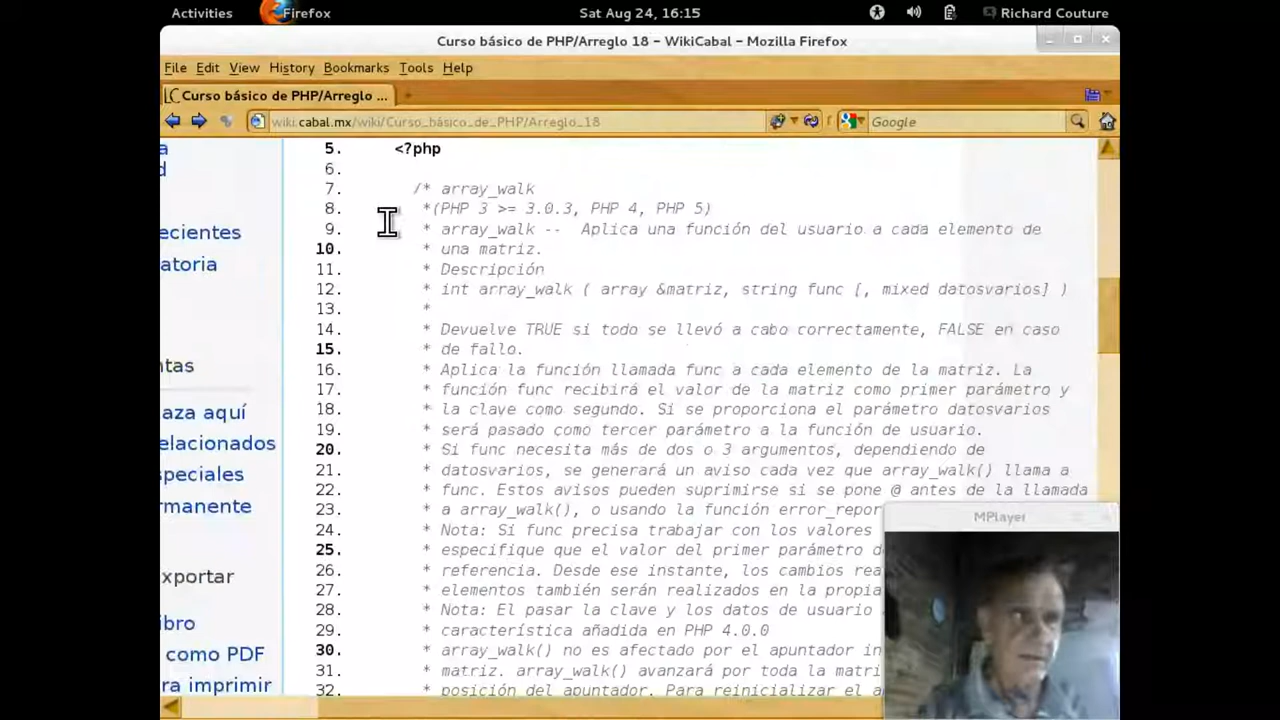 Activities Firefox Sat Aug 24, 16:15 Richard Couture
Curso básico de PHP/Arreglo 18 – WikiCabal – Mozilla Firefox
File Edit View History Bookmarks Tools Help
Curso básico de PHP/Arreglo ...
wiki.cabal.mx/wiki/Curso_básico_de_PHP/Arreglo_18 Google
5. <?php
6.
7. /* array_walk
8. *(PHP 3 >= 3.0.3, PHP 4, PHP 5)
9. * array_walk -- Aplica una función del usuario a cada elemento de
10. * una matriz.
11. * Descripción
12. * int array_walk ( array &matriz, string func [, mixed datosvarios] )
13. *
14. * Devuelve TRUE si todo se llevó a cabo correctamente, FALSE en caso
15. * de fallo.
16. * Aplica la función llamada func a cada elemento de la matriz. La
17. * función func recibirá el valor de la matriz como primer parámetro y
18. * la clave como segundo. Si se proporciona el parámetro datosvarios
19. * será pasado como tercer parámetro a la función de usuario.
20. * Si func necesita más de dos o 3 argumentos, dependiendo de
21. * datosvarios, se generará un aviso cada vez que array_walk() llama a
22. * func. Estos avisos pueden suprimirse si se pone @ antes de la llamada
23. * a array_walk(), o usando la función error_repor
24. * Nota: Si func precisa trabajar con los valores
25. * especifique que el valor del primer parámetro d
26. * referencia. Desde ese instante, los cambios rea
27. * elementos también serán realizados en la propia
28. * Nota: El pasar la clave y los datos de usuario
29. * característica añadida en PHP 4.0.0
30. * array_walk() no es afectado por el apuntador in
31. * matriz. array_walk() avanzará por toda la matri
32. * posición del apuntador. Para reinicializar el a
a
d
ecientes
atoria
ntas
aza aquí
elacionados
speciales
rmanente
xportar
ibro
como PDF
ra imprimir
MPlayer